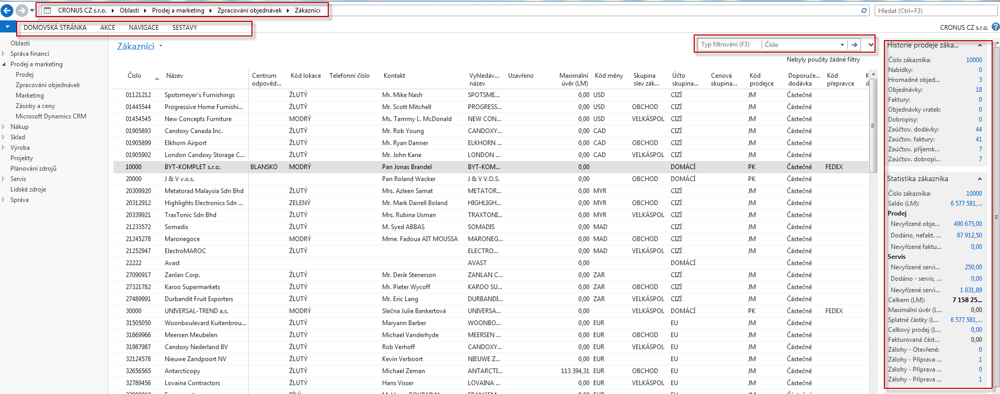 CRONUS CZ s.r.o. Oblasti Prodej a marketing Zpracování objednávek Zákazníci
Hledat (Ctrl+F3)
DOMOVSKÁ STRÁNKA AKCE NAVIGACE SESTAVY
CRONUS CZ s.r.o.
Oblasti
Správa financí
Prodej a marketing
Prodej
Zpracování objednávek
Marketing
Zásoby a ceny
Microsoft Dynamics CRM
Nákup
Sklad
Výroba
Projekty
Plánování zdrojů
Servis
Lidské zdroje
Správa
Zákazníci
Typ filtrování (F3) Číslo
Nebyly použity žádné filtry
Číslo Název Centrum odpověd... Kód lokace Telefonní číslo Kontakt Vyhledáv... název Uzavřeno Maximální úvěr (LM) Kód měny Skupina slev zák... Účto skupina... Cenová skupina... Kód prodejce Doporuče... dodávka Kód přepravce
01121212 Spotsmeyer's Furnishings ŽLUTÝ Mr. Mike Nash SPOTSME... 0,00 USD CIZÍ JM Částečně
01445544 Progressive Home Furnishi... ŽLUTÝ Mr. Scott Mitchell PROGRESS... 0,00 USD OBCHOD CIZÍ JM Částečně
01454545 New Concepts Furniture MODRÝ Ms. Tammy L. McDonald NEW CON... 0,00 USD VELKÁSPOL CIZÍ JM Částečně
01905893 Candoxy Canada Inc. ŽLUTÝ Mr. Rob Young CANDOXY... 0,00 CAD CIZÍ JM Částečně
01905899 Elkhorn Airport ŽLUTÝ Mr. Ryan Danner ELKHORN ... 0,00 CAD OBCHOD CIZÍ JM Částečně
01905902 London Candoxy Storage C... ŽLUTÝ Mr. John Kane LONDON ... 0,00 CAD VELKÁSPOL CIZÍ JM Částečně
10000 BYT-KOMPLET s.r.o. BLANSKO MODRÝ Pan Jonas Brandel BYT-KOM... 0,00 DOMÁCÍ PK Částečně FEDEX
20000 J & V v.o.s. Pan Roland Wacker J & V V.O.S. 0,00 OBCHOD DOMÁCÍ PK Částečně
20309920 Metatorad Malaysia Sdn Bhd ŽLUTÝ Mrs. Azleen Samat METATOR... 0,00 MYR CIZÍ JM Částečně
20312912 Highlights Electronics Sdn ... ZELENÝ Mr. Mark Darrell Boland HIGHLIGH... 0,00 MYR OBCHOD CIZÍ JM Částečně
20339921 TraxTonic Sdn Bhd ŽLUTÝ Mrs. Rubina Usman TRAXTONI... 0,00 MYR VELKÁSPOL CIZÍ JM Částečně
21233572 Somadis ŽLUTÝ M. Syed ABBAS SOMADIS 0,00 MAD CIZÍ JM Částečně
21245278 Maronegoce MODRÝ Mme. Fadoua AIT MOUSSA MARONEG... 0,00 MAD OBCHOD CIZÍ JM Částečně
21252947 ElectroMAROC ŽLUTÝ ELECTRO... 0,00 MAD VELKÁSPOL CIZÍ JM Částečně
22222 Avast AVAST 0,00 DOMÁCÍ Částečně
27090917 Zanlan Corp. ŽLUTÝ Mr. Derik Stenerson ZANLAN C... 0,00 ZAR CIZÍ JM Částečně
27321782 Karoo Supermarkets ŽLUTÝ Mr. Pieter Wycoff KAROO SU... 0,00 ZAR OBCHOD CIZÍ JM Částečně
27489991 Durbandit Fruit Exporters ŽLUTÝ Mr. Eric Lang DURBANDI... 0,00 ZAR VELKÁSPOL CIZÍ JM Částečně
30000 UNIVERSAL-TREND a.s. MODRÝ Slečna Julie Bankertová UNIVERSA... 0,00 VELKÁSPOL DOMÁCÍ PK Částečně FEDEX
31505050 Woonboulevard Kuitenbrou... ŽLUTÝ Maryann Barber WOONBO... 0,00 EUR EU JM Částečně
31669966 Meersen Meubelen ŽLUTÝ Michael Vanderhyde MEERSEN ... 0,00 EUR OBCHOD EU JM Částečně
31987987 Candoxy Nederland BV ŽLUTÝ Rob Verhoff CANDOXY... 0,00 EUR VELKÁSPOL EU JM Částečně
32124578 Nieuwe Zandpoort NV ŽLUTÝ Kevin Verboort NIEUWE Z... 0,00 EUR EU JM Částečně
32656565 Antarcticopy ŽLUTÝ Michael Zeman ANTARCTI... 113 394,31 EUR OBCHOD EU JM Částečně
32789456 Lovaina Contractors ŽLUTÝ Hans Visser LOVAINA ... 0,00 EUR VELKÁSPOL EU JM Částečně
Historie prodeje záka...
Číslo zákazníka: 10000
Nabídky: 0
Hromadné objed... 3
Objednávky: 18
Faktury: 0
Objednávky vratek: 0
Dobropisy: 0
Zaúčtov. dodávky: 44
Zaúčtov. faktury: 41
Zaúčtov. příjemk... 7
Zaúčtov. dobropi... 7
Statistika zákazníka
Číslo zákazníka: 10000
Saldo (LM): 6 577 581,...
Prodej
Nevyřízené obje... 490 675,00
Dodáno, nefakt. ... 87 912,50
Nevyřízené faktu... 0,00
Servis
Nevyřízené servi... 250,00
Dodáno - servis, ... 0,00
Nevyřízené servi... 1 831,89
Celkem (LM): 7 158 25...
Maximální úvěr (L... 0,00
Splatné částky (L... 6 577 581,...
Celkový prodej (L... 0,00
Fakturovaná část... 0,00
Zálohy - Otevřené: 0
Zálohy - Příprava ... 1
Zálohy - Příprava ... 0
Zálohy - Příprava ... 1